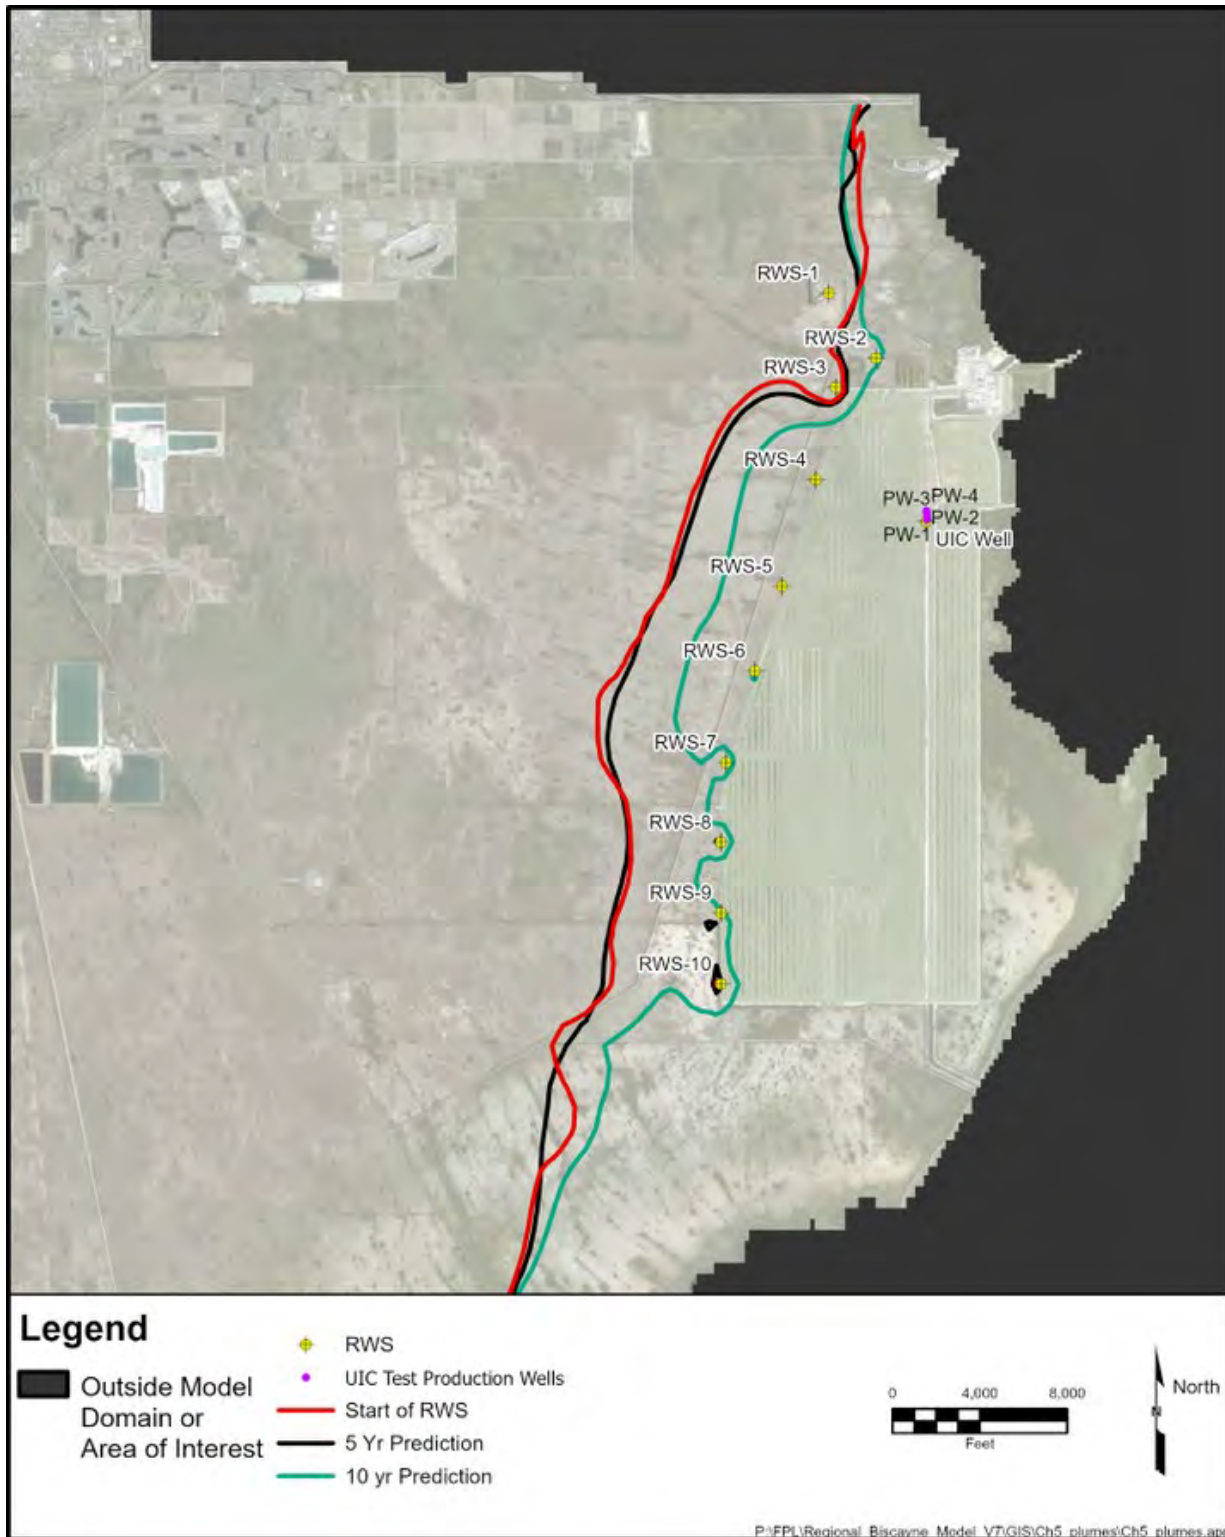 RWS-1
RWS-2
RWS-3
RWS-4
PW-3 PW-4
PW-2
PW-1 UIC Well
RWS-5
RWS-6
RWS-7
RWS-8
RWS-9
RWS-10
Legend
Outside Model
Domain or
Area of Interest
RWS
UIC Test Production Wells
Start of RWS
5 Yr Prediction
10 yr Prediction
0 4,000 8,000
Feet
N
North
P:\FPL\Regional_Biscayne_Model_V7\GIS\Ch5_plumes\Ch5_plumes.apr